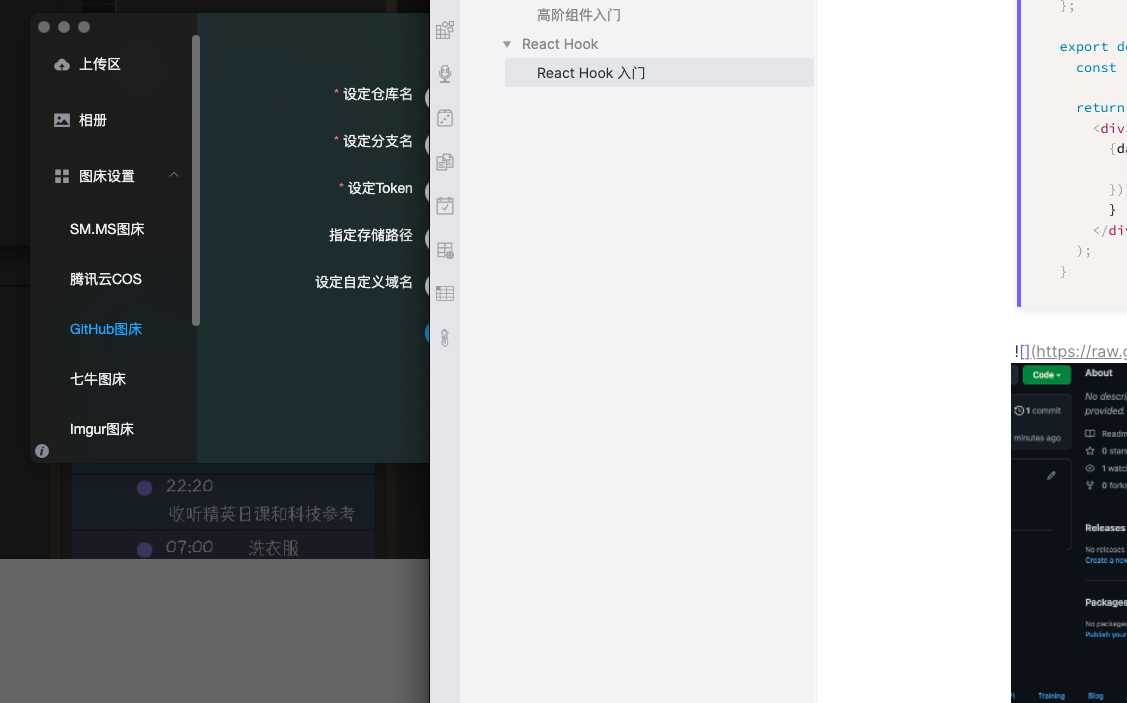 上传区
相册
图床设置
SM.MS图床
腾讯云COS
GitHub图床
七牛图床
Imgur图床
* 设定仓库名
* 设定分支名
* 设定Token
指定存储路径
设定自定义域名
22:20
收听精英日课和科技参考
07:00 洗衣服
高阶组件入门
React Hook
React Hook 入门
};
export de
const
return
<div
{da
})
}
</div
);
}
![](https://raw.g
Code
About
No descri
provided.
1 commit
minutes ago
Readm
0 stars
1 watc
0 forks
Releases
No releases
Create a new
Packages
No packages
Publish your
PI
Training
Blog